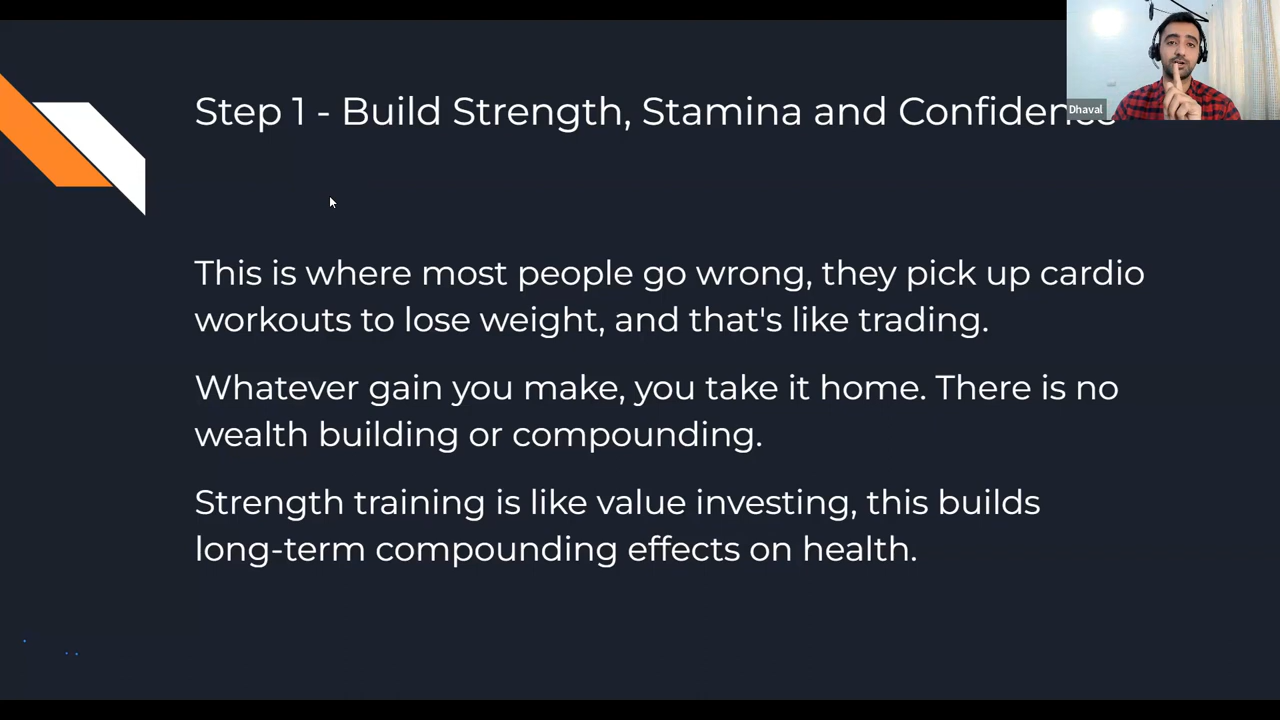 Step 1 - Build Strength, Stamina and Confidence
Dhaval
This is where most people go wrong, they pick up cardio
workouts to lose weight, and that's like trading.
Whatever gain you make, you take it home. There is no
wealth building or compounding.
Strength training is like value investing, this builds
long-term compounding effects on health.